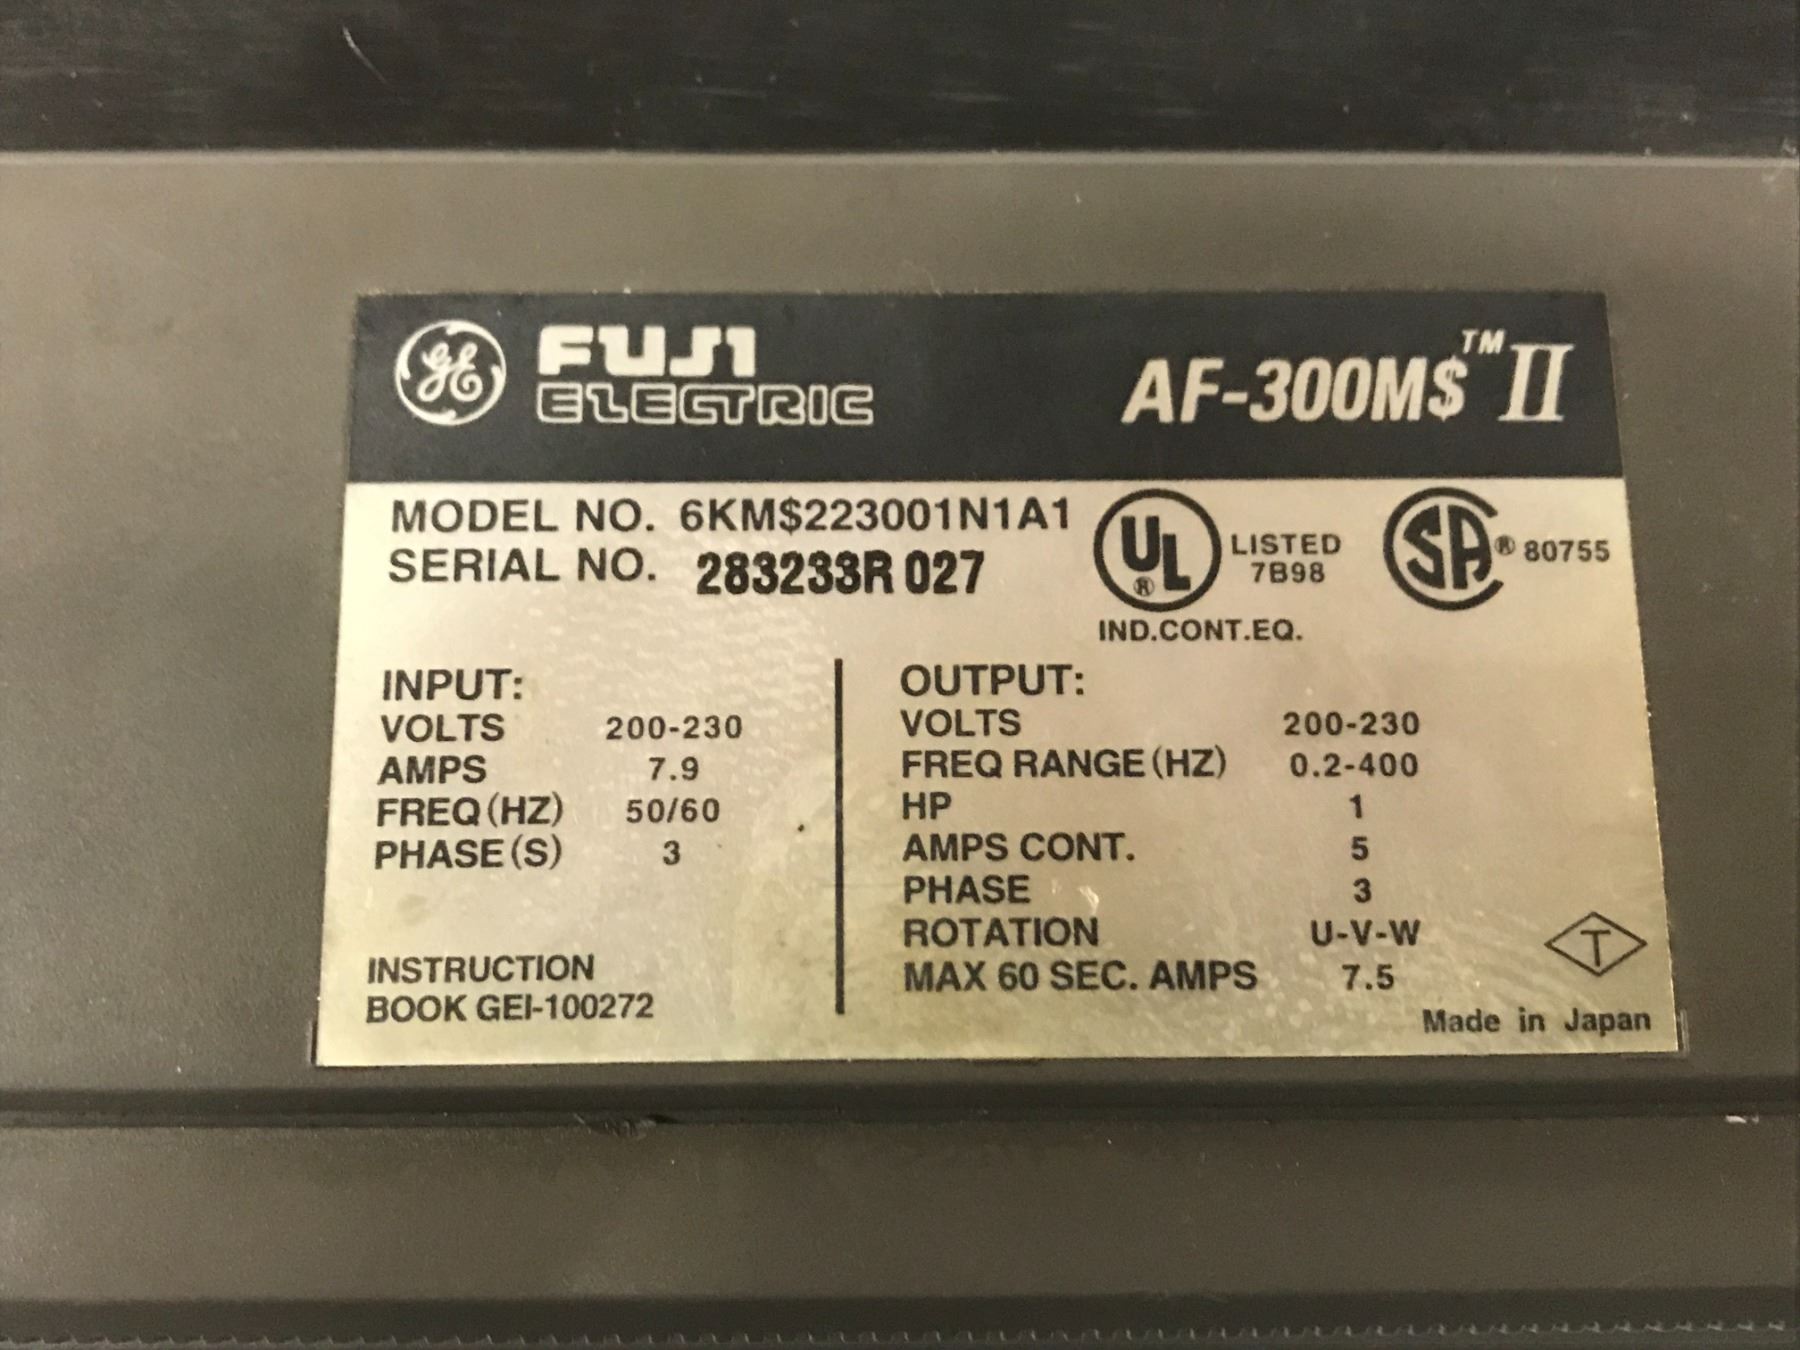 GE FUJI ELECTRIC
AF-300M$™ II
MODEL NO. 6KM$223001N1A1
SERIAL NO. 283233R 027
UL ® LISTED 7B98
IND.CONT.EQ.
SA ® 80755
INPUT:
VOLTS 200-230
AMPS 7.9
FREQ(HZ) 50/60
PHASE(S) 3
INSTRUCTION
BOOK GEI-100272
OUTPUT:
VOLTS 200-230
FREQ RANGE(HZ) 0.2-400
HP 1
AMPS CONT. 5
PHASE 3
ROTATION U-V-W
MAX 60 SEC. AMPS 7.5
T
Made in Japan